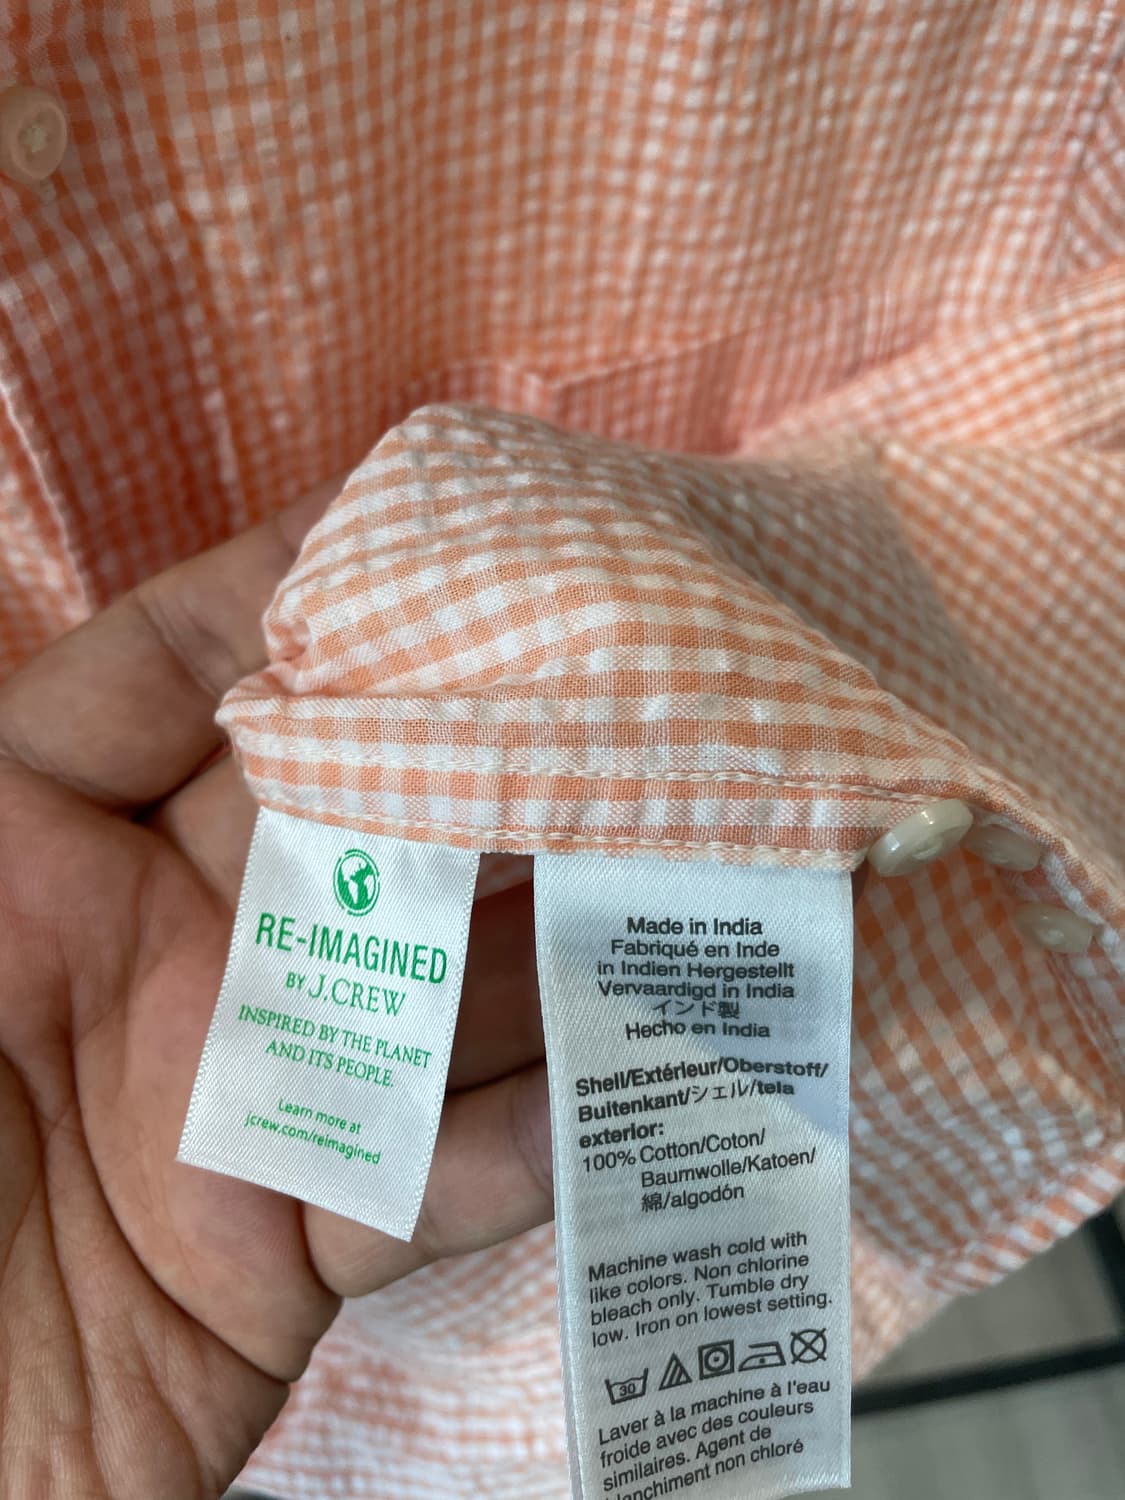 RE-IMAGINED
BY J.CREW
INSPIRED BY THE PLANET
AND ITS PEOPLE.
Learn more at
jcrew.com/reimagined
Made in India
Fabriqué en Inde
in Indien Hergestellt
Vervaardigd in India
インド製
Hecho en India
Shell/Extérieur/Oberstoff/
Buitenkant/シェル/tela
exterior:
100% Cotton/Coton/
Baumwolle/Katoen/
綿/algodón
Machine wash cold with
like colors. Non chlorine
bleach only. Tumble dry
low. Iron on lowest setting.
30
Laver à la machine à l'eau
froide avec des couleurs
similaires. Agent de
blanchiment non chloré